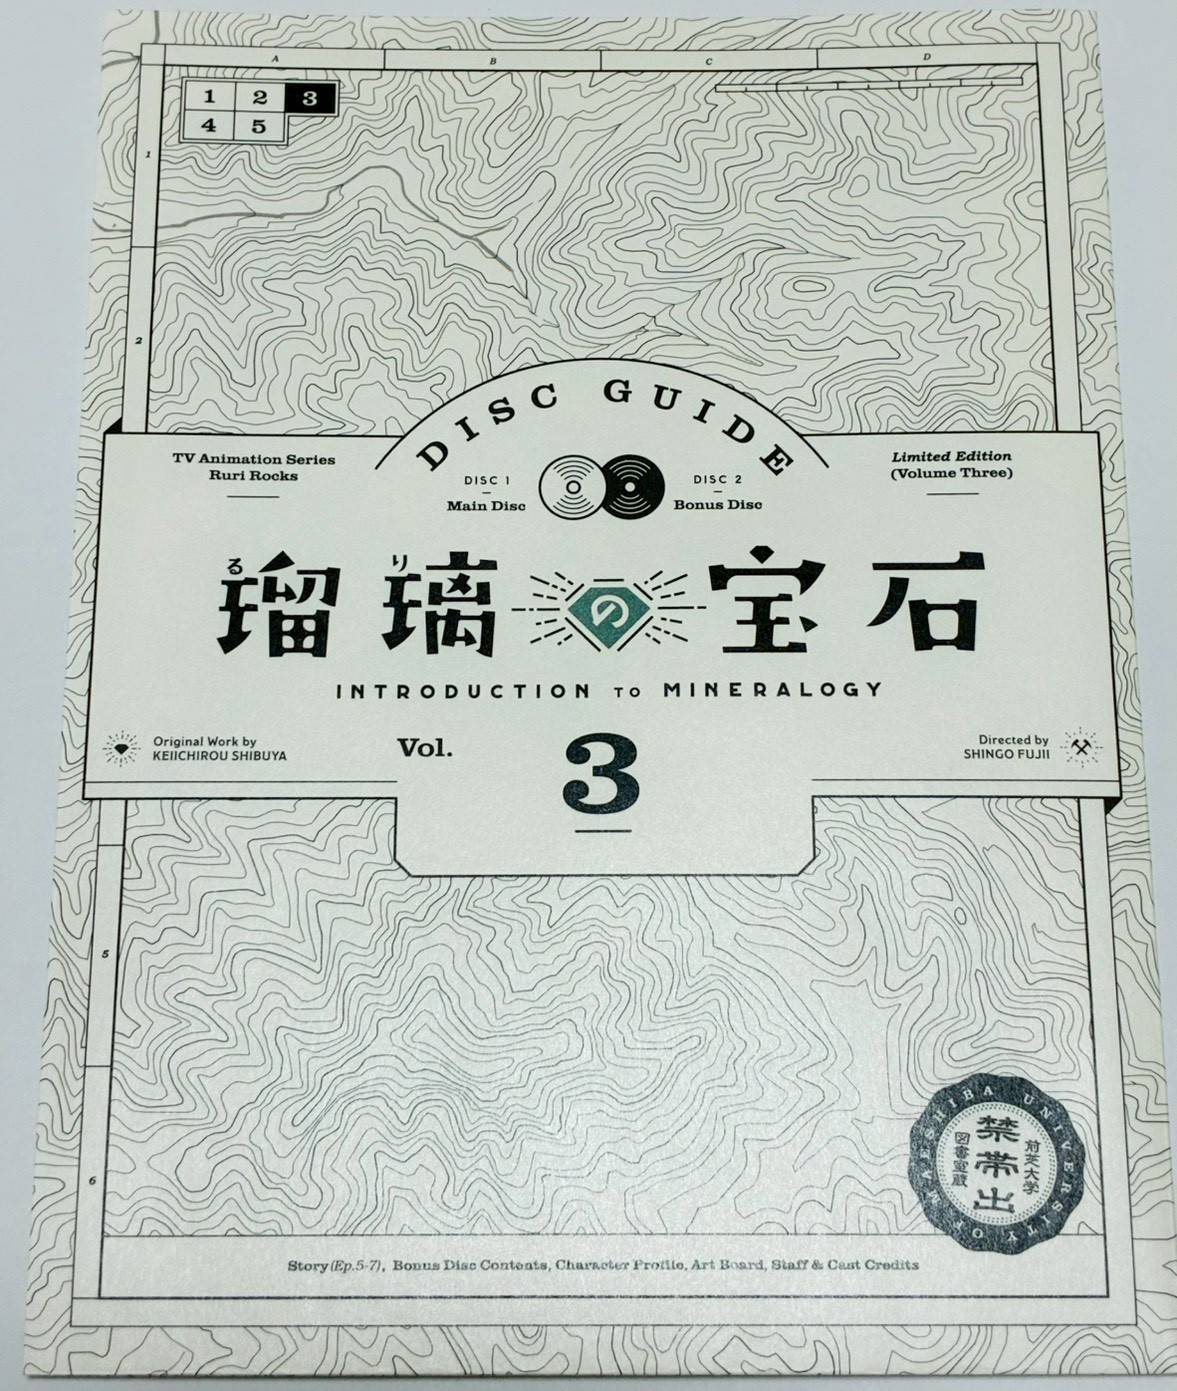 A B C D
1 2 3
4 5
1
2
DISC GUIDE
TV Animation Series
Ruri Rocks
DISC 1
Main Disc
DISC 2
Bonus Disc
Limited Edition
(Volume Three)
る り
瑠璃の宝石
INTRODUCTION TO MINERALOGY
Original Work by
KEIICHIROU SHIBUYA
Vol.
3
Directed by
SHINGO FUJII
5
6
UNIVERSITY OF MAESHIBA
前芝大学
禁帯出
図書室蔵
Story (Ep.5-7), Bonus Disc Contents, Character Profile, Art Board, Staff & Cast Credits